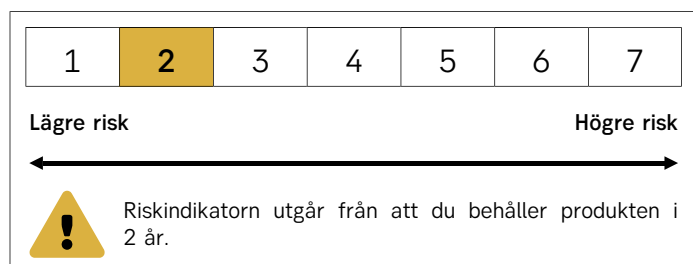 1 2 3 4 5 6 7
Lägre risk Högre risk
Riskindikatorn utgår från att du behåller produkten i
2 år.